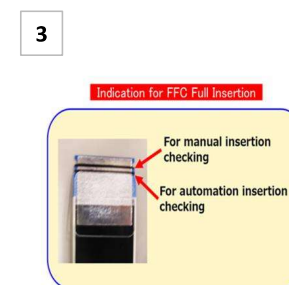 3
Indication for FFC Full Insertion
For manual insertion
checking
For automation insertion
checking